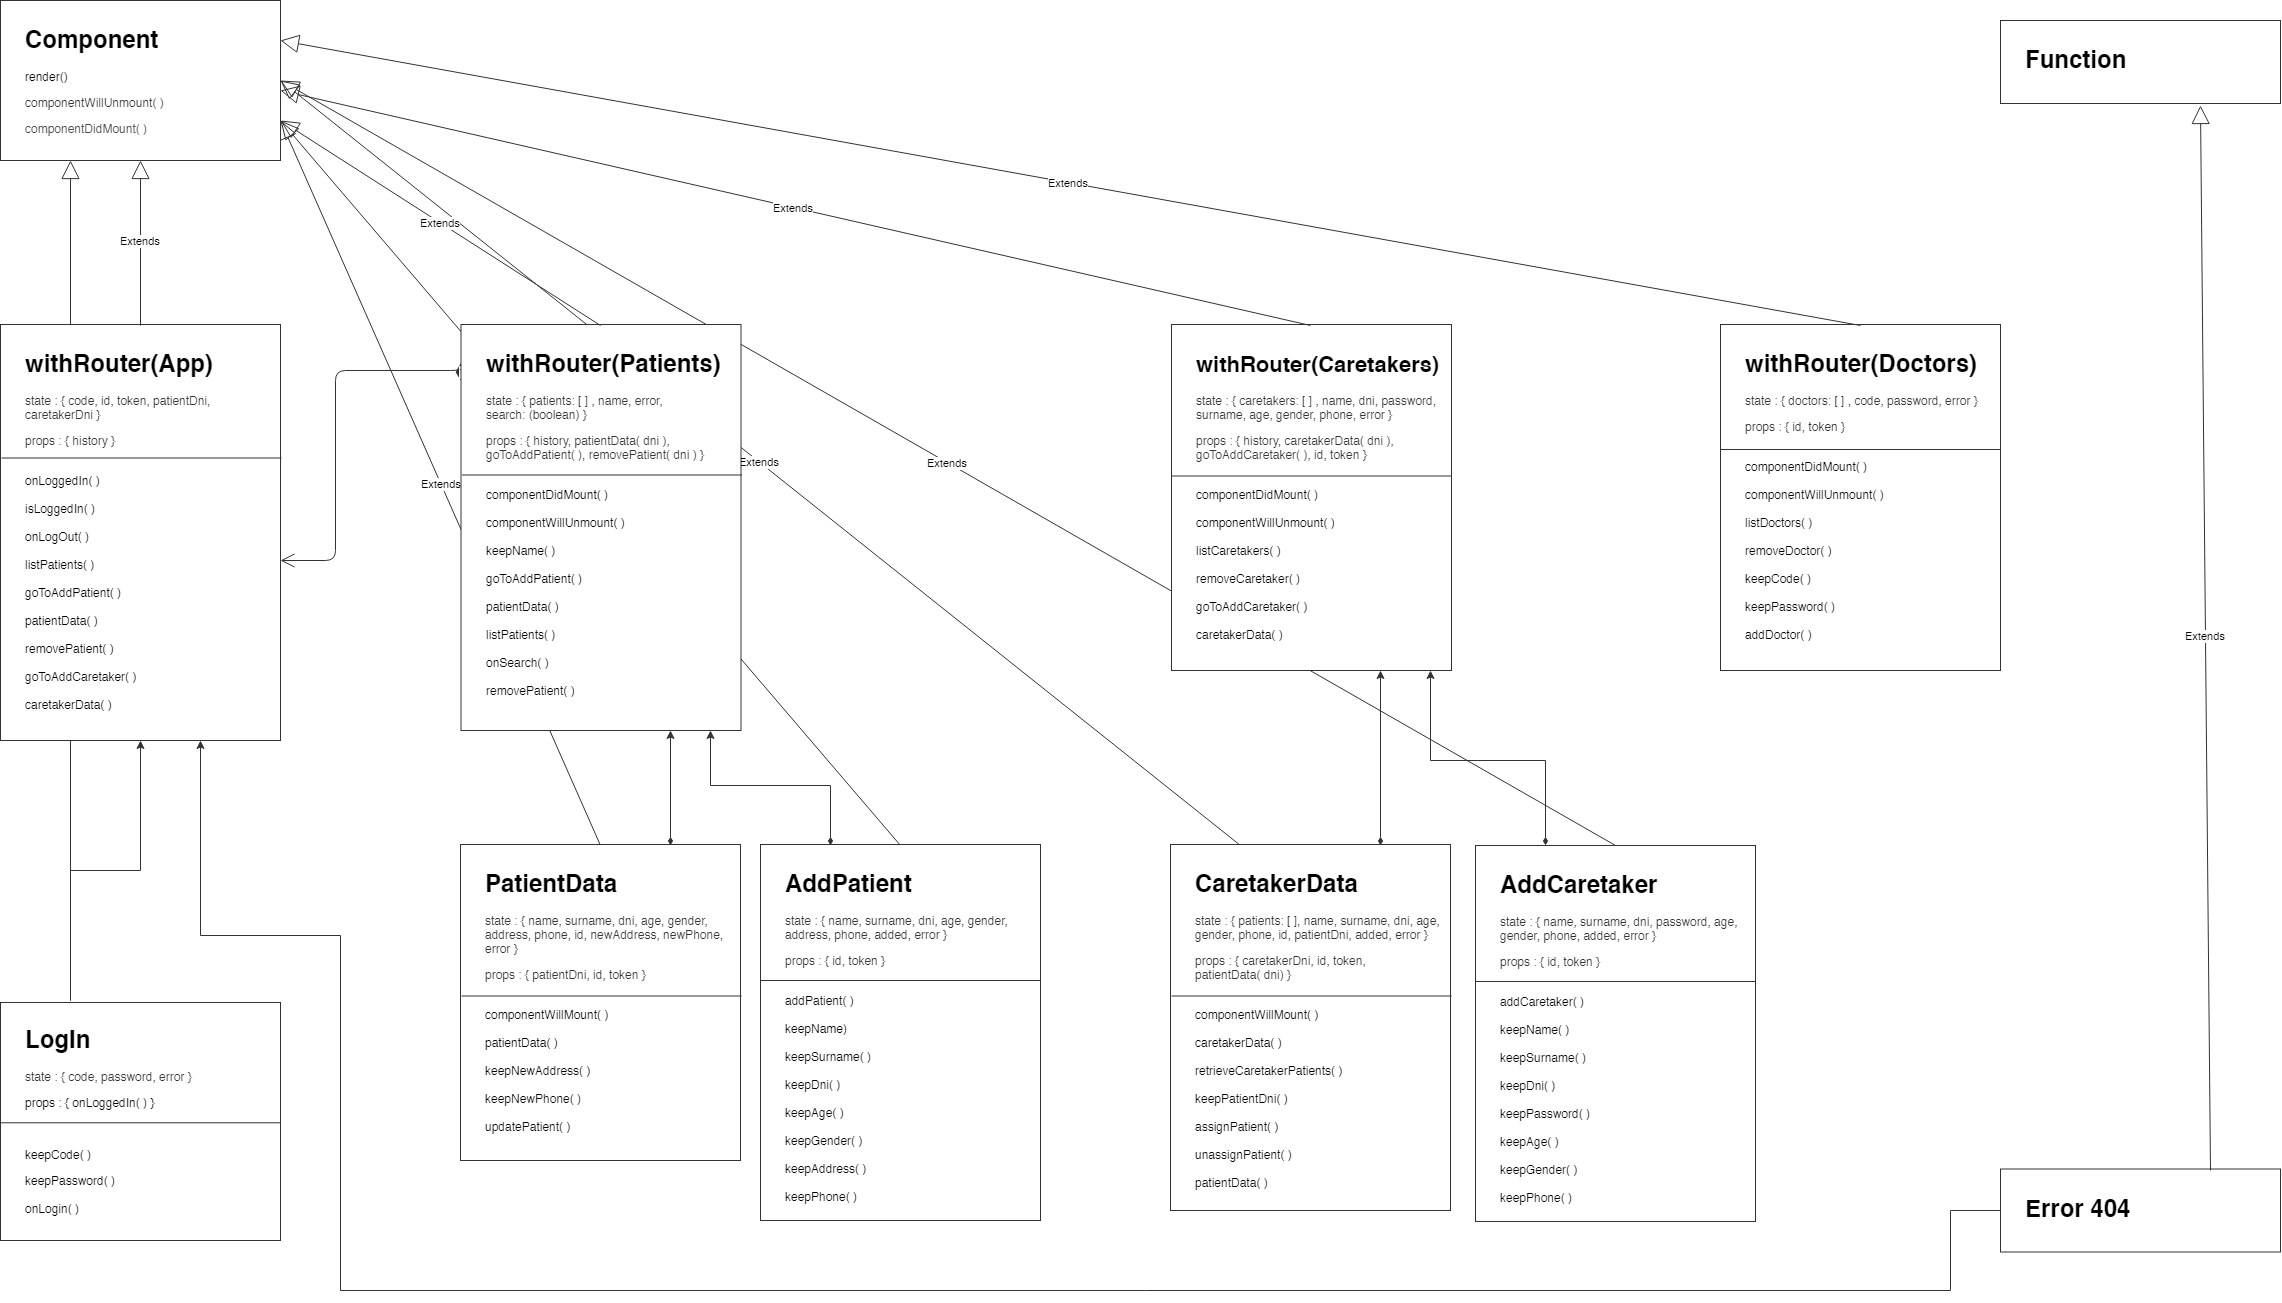 Component
render()
componentWillUnmount( )
componentDidMount( )
Function
Extends
Extends
Extends
Extends
withRouter(App)
state : { code, id, token, patientDni,
caretakerDni }
props : { history }
onLoggedIn( )
isLoggedIn( )
onLogOut( )
listPatients( )
goToAddPatient( )
patientData( )
removePatient( )
goToAddCaretaker( )
caretakerData( )
withRouter(Patients)
state : { patients: [ ] , name, error,
search: (boolean) }
props : { history, patientData( dni ),
goToAddPatient( ), removePatient( dni ) }
componentDidMount( )
componentWillUnmount( )
keepName( )
goToAddPatient( )
patientData( )
listPatients( )
onSearch( )
removePatient( )
Extends
Extends
Extends
withRouter(Caretakers)
state : { caretakers: [ ] , name, dni, password,
surname, age, gender, phone, error }
props : { history, caretakerData( dni ),
goToAddCaretaker( ), id, token }
componentDidMount( )
componentWillUnmount( )
listCaretakers( )
removeCaretaker( )
goToAddCaretaker( )
caretakerData( )
withRouter(Doctors)
state : { doctors: [ ] , code, password, error }
props : { id, token }
componentDidMount( )
componentWillUnmount( )
listDoctors( )
removeDoctor( )
keepCode( )
keepPassword( )
addDoctor( )
Extends
LogIn
state : { code, password, error }
props : { onLoggedIn( ) }
keepCode( )
keepPassword( )
onLogin( )
PatientData
state : { name, surname, dni, age, gender,
address, phone, id, newAddress, newPhone,
error }
props : { patientDni, id, token }
componentWillMount( )
patientData( )
keepNewAddress( )
keepNewPhone( )
updatePatient( )
AddPatient
state : { name, surname, dni, age, gender,
address, phone, added, error }
props : { id, token }
addPatient( )
keepName)
keepSurname( )
keepDni( )
keepAge( )
keepGender( )
keepAddress( )
keepPhone( )
CaretakerData
state : { patients: [ ], name, surname, dni, age,
gender, phone, id, patientDni, added, error }
props : { caretakerDni, id, token,
patientData( dni) }
componentWillMount( )
caretakerData( )
retrieveCaretakerPatients( )
keepPatientDni( )
assignPatient( )
unassignPatient( )
patientData( )
AddCaretaker
state : { name, surname, dni, password, age,
gender, phone, added, error }
props : { id, token }
addCaretaker( )
keepName( )
keepSurname( )
keepDni( )
keepPassword( )
keepAge( )
keepGender( )
keepPhone( )
Error 404